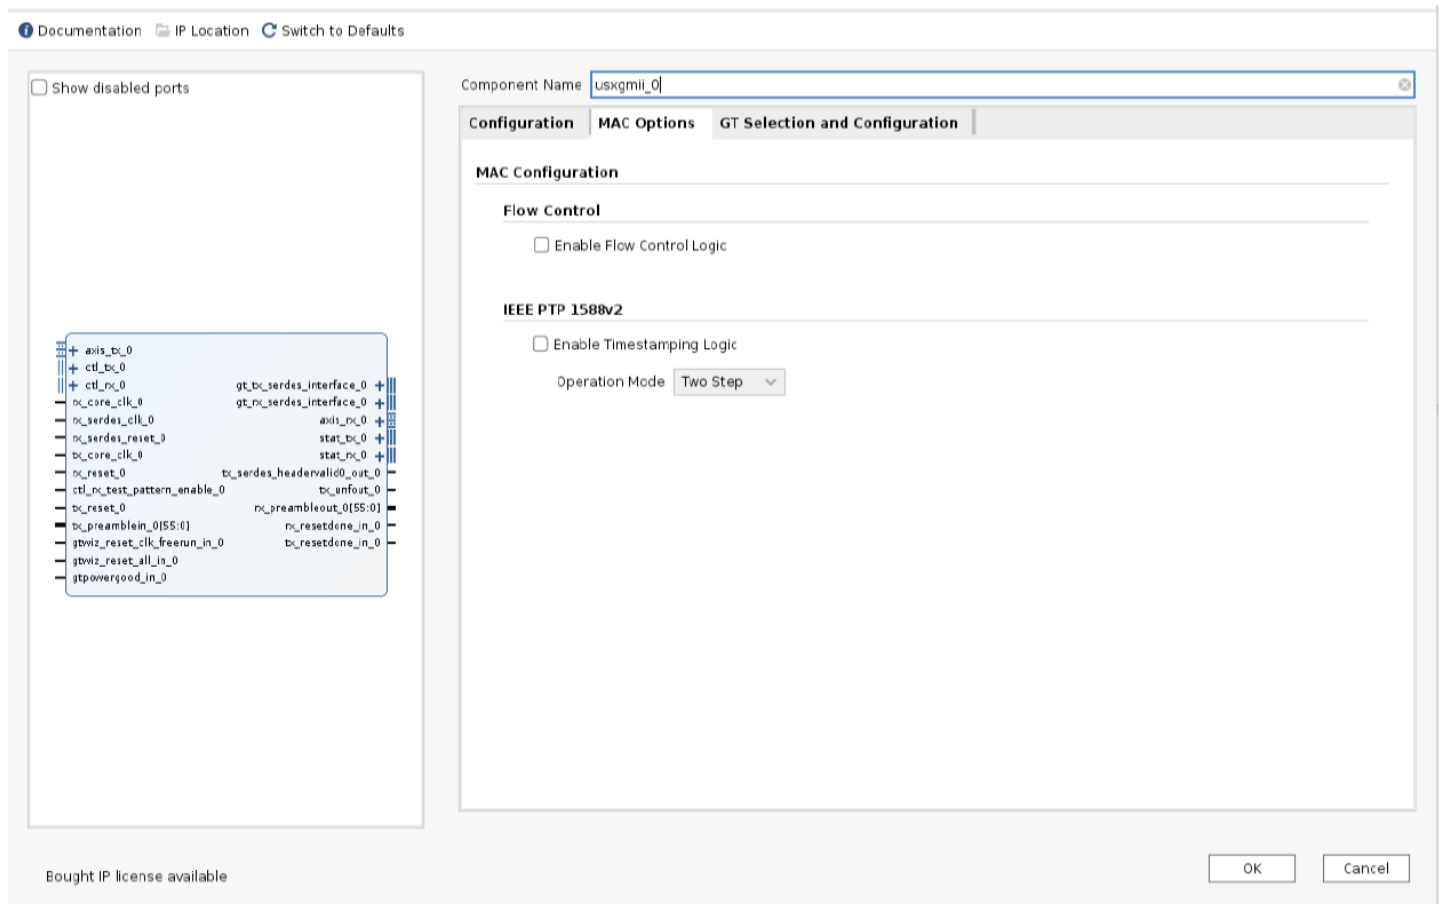 Documentation IP Location Switch to Defaults
Show disabled ports
Component Name usxgmii_0
Configuration MAC Options GT Selection and Configuration
MAC Configuration
Flow Control
Enable Flow Control Logic
IEEE PTP 1588v2
Enable Timestamping Logic
Operation Mode Two Step
axis_tx_0
ctl_tx_0
ctl_rx_0
rx_core_clk_0
rx_serdes_clk_0
rx_serdes_reset_0
tx_core_clk_0
rx_reset_0
ctl_rx_test_pattern_enable_0
tx_reset_0
tx_preamblein_0[55:0]
gtwiz_reset_clk_freerun_in_0
gtwiz_reset_all_in_0
gtpowergood_in_0
gt_tx_serdes_interface_0
gt_rx_serdes_interface_0
axis_rx_0
stat_tx_0
stat_rx_0
tx_serdes_headervalid0_out_0
tx_unfout_0
rx_preambleout_0[55:0]
rx_resetdone_in_0
tx_resetdone_in_0
Bought IP license available
OK Cancel